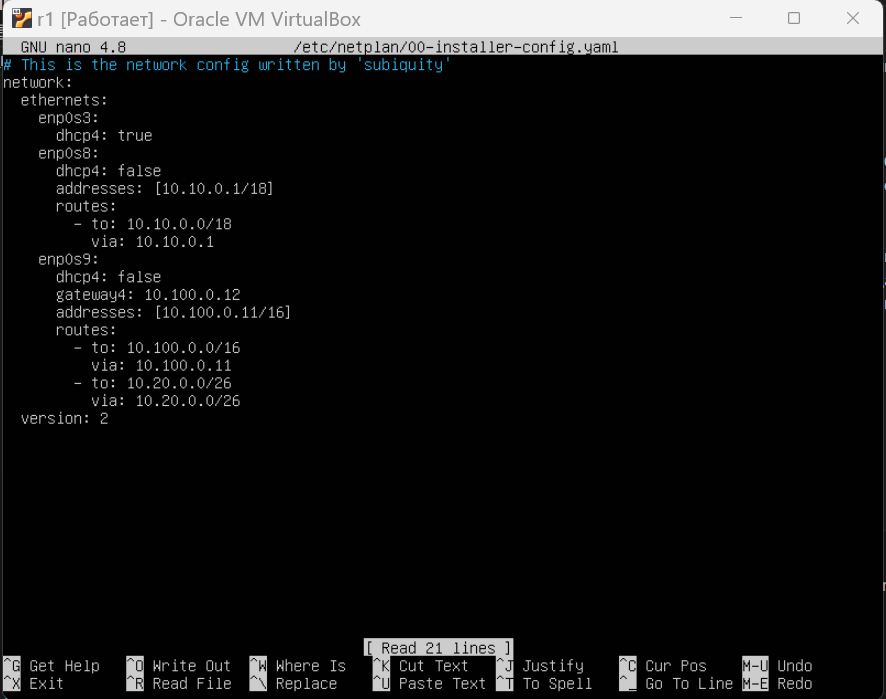 r1 [Работает] - Oracle VM VirtualBox
GNU nano 4.8 /etc/netplan/00-installer-config.yaml
# This is the network config written by 'subiquity'
network:
  ethernets:
    enp0s3:
      dhcp4: true
    enp0s8:
      dhcp4: false
      addresses: [10.10.0.1/18]
      routes:
        - to: 10.10.0.0/18
          via: 10.10.0.1
    enp0s9:
      dhcp4: false
      gateway4: 10.100.0.12
      addresses: [10.100.0.11/16]
      routes:
        - to: 10.100.0.0/16
          via: 10.100.0.11
        - to: 10.20.0.0/26
          via: 10.20.0.0/26
  version: 2
[ Read 21 lines ]
^G Get Help ^O Write Out ^W Where Is ^K Cut Text ^J Justify ^C Cur Pos M-U Undo
^X Exit ^R Read File ^\ Replace ^U Paste Text ^T To Spell ^_ Go To Line M-E Redo